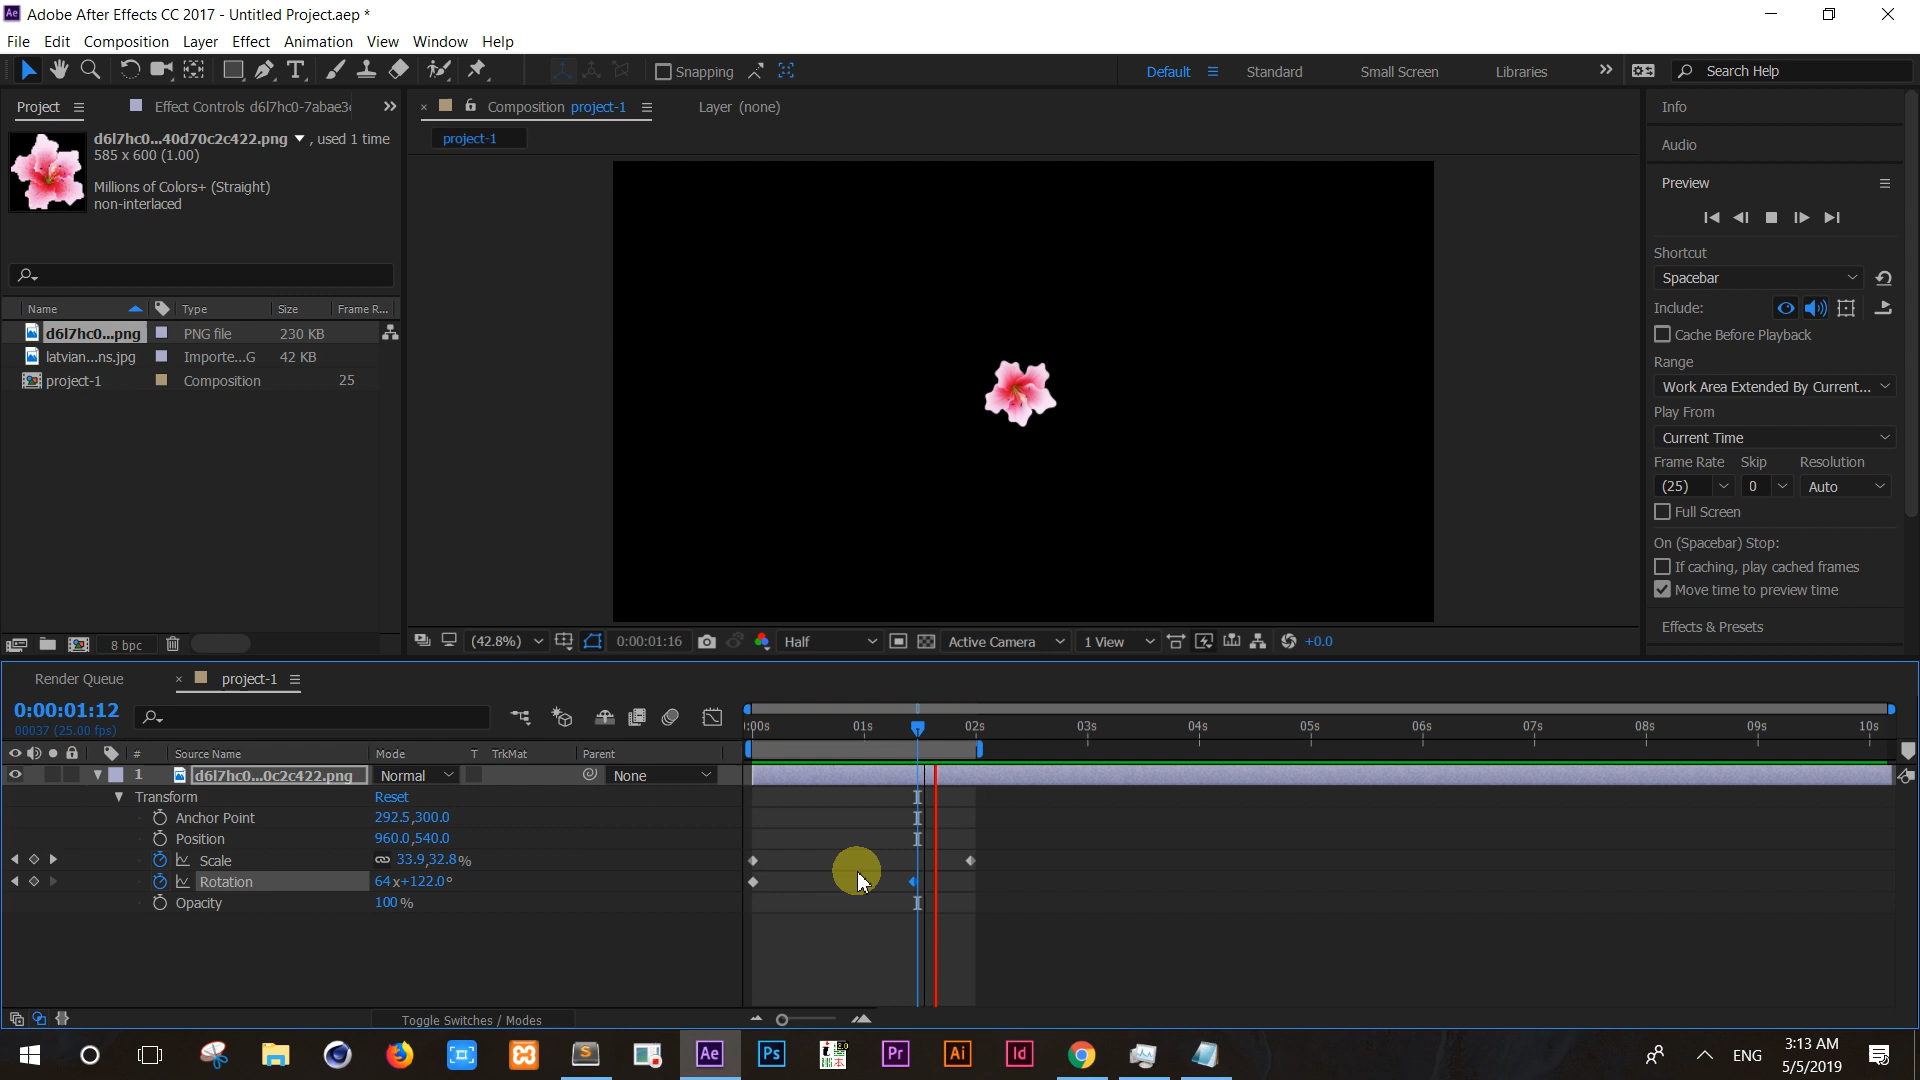 Adobe After Effects CC 2017 - Untitled Project.aep *
File Edit Composition Layer Effect Animation View Window Help
Snapping
Default Standard Small Screen Libraries Search Help
Project Effect Controls d6l7hc0-7abae3
Composition project-1 Layer (none)
project-1
d6l7hc0...40d70c2c422.png , used 1 time
585 x 600 (1.00)
Millions of Colors+ (Straight)
non-interlaced
Name Type Size Frame R...
d6l7hc0...png PNG file 230 KB
latvian...ns.jpg Importe...G 42 KB
project-1 Composition 25
8 bpc
(42.8%) 0:00:01:16 Half Active Camera 1 View +0.0
Info
Audio
Preview
Shortcut
Spacebar
Include:
Cache Before Playback
Range
Work Area Extended By Current...
Play From
Current Time
Frame Rate Skip Resolution
(25) 0 Auto
Full Screen
On (Spacebar) Stop:
If caching, play cached frames
Move time to preview time
Effects & Presets
Render Queue project-1
0:00:01:12
00037 (25.00 fps)
:00s 01s 02s 03s 04s 05s 06s 07s 08s 09s 10s
# Source Name Mode T TrkMat Parent
1 d6l7hc0...0c2c422.png Normal None
Transform Reset
Anchor Point 292.5,300.0
Position 960.0,540.0
Scale 33.9,32.8%
Rotation 64x+122.0°
Opacity 100%
Toggle Switches / Modes
Ae Ps Pr Ai Id
ENG
3:13 AM
5/5/2019